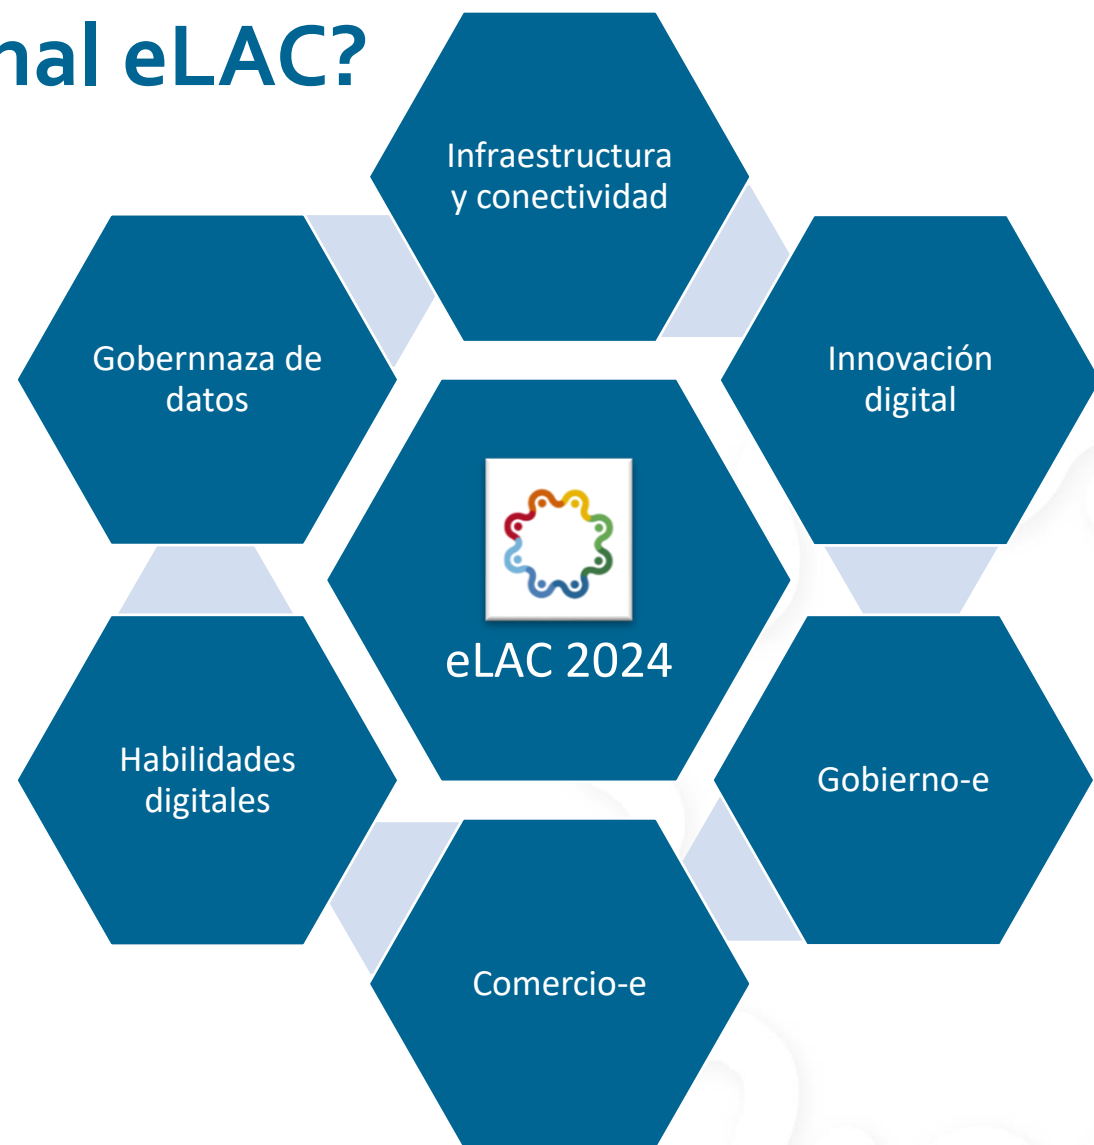 nal eLAC?
Infraestructura
y conectividad
Gobernnaza de
datos
Innovación
digital
eLAC 2024
Habilidades
digitales
Gobierno-e
Comercio-e